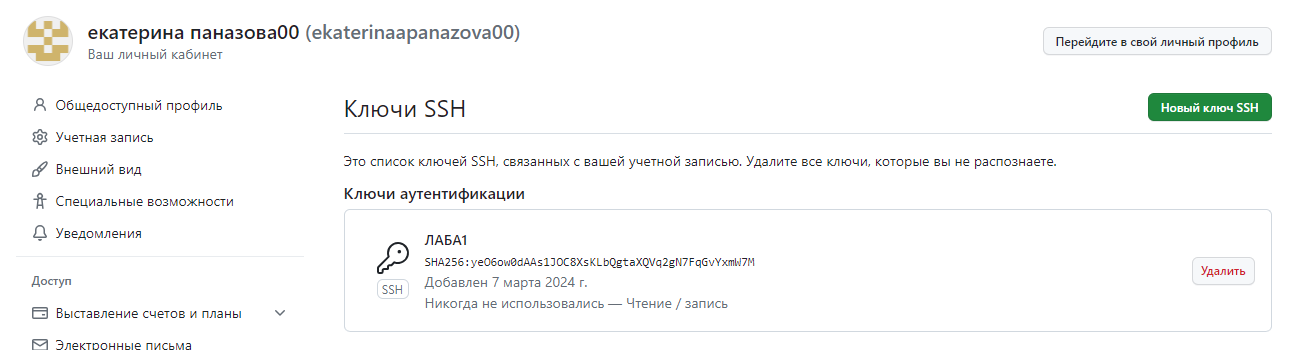 екатерина паназова00 (ekaterinaapanazova00)
Ваш личный кабинет
Перейдите в свой личный профиль
Общедоступный профиль
Учетная запись
Внешний вид
Специальные возможности
Уведомления
Доступ
Выставление счетов и планы
Электронные письма
Ключи SSH
Новый ключ SSH
Это список ключей SSH, связанных с вашей учетной записью. Удалите все ключи, которые вы не распознаете.
Ключи аутентификации
ЛАБА1
SHA256:yeO6ow0dAAs1JOC8XsKLbQgtaXQVq2gN7FqGvYxmW7M
SSH
Добавлен 7 марта 2024 г.
Никогда не использовались — Чтение / запись
Удалить